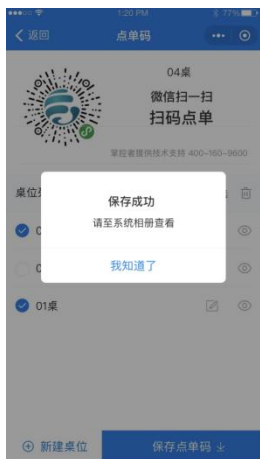 1:20 PM
77%
返回
点单码
04桌
微信扫一扫
扫码点单
掌控者提供技术支持 400-160-9600
桌位
保存成功
请至系统相册查看
我知道了
01桌
新建桌位
保存点单码